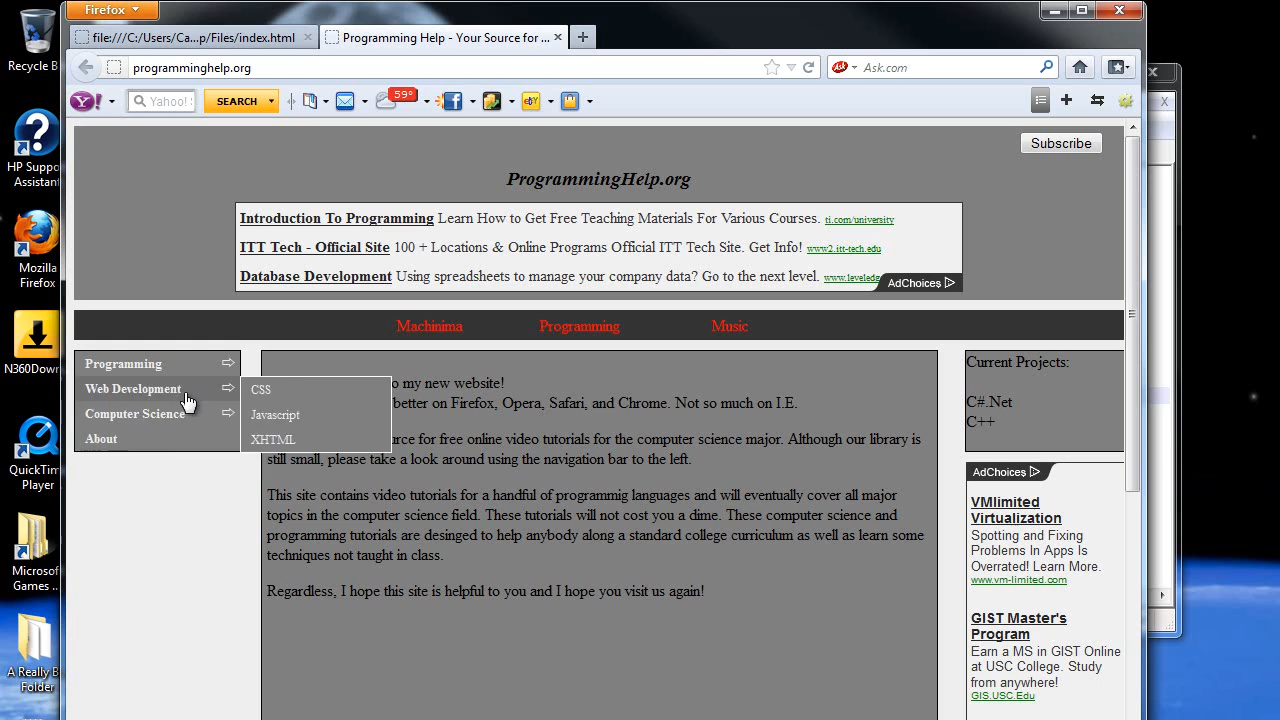 Firefox
file:///C:/Users/Ca...p/Files/index.html
Programming Help - Your Source for ...
programminghelp.org
Ask
Ask.com
Y!
Yahoo!
SEARCH
59°
Recycle B
HP Suppo
Assistant
Mozilla
Firefox
N360Down
QuickTim
Player
Microsof
Games ...
A Really B
Folder
Subscribe
ProgrammingHelp.org
Introduction To Programming Learn How to Get Free Teaching Materials For Various Courses. ti.com/university
ITT Tech - Official Site 100 + Locations & Online Programs Official ITT Tech Site. Get Info! www2.itt-tech.edu
Database Development Using spreadsheets to manage your company data? Go to the next level. www.leveledg
AdChoices
Machinima Programming Music
Programming
Web Development
Computer Science
About
CSS
Javascript
XHTML
o my new website!
better on Firefox, Opera, Safari, and Chrome. Not so much on I.E.
urce for free online video tutorials for the computer science major. Although our library is
still small, please take a look around using the navigation bar to the left.
This site contains video tutorials for a handful of programmig languages and will eventually cover all major
topics in the computer science field. These tutorials will not cost you a dime. These computer science and
programming tutorials are desinged to help anybody along a standard college curriculum as well as learn some
techniques not taught in class.
Regardless, I hope this site is helpful to you and I hope you visit us again!
Current Projects:
C#.Net
C++
AdChoices
VMlimited
Virtualization
Spotting and Fixing
Problems In Apps Is
Overrated! Learn More.
www.vm-limited.com
GIST Master's
Program
Earn a MS in GIST Online
at USC College. Study
from anywhere!
GIS.USC.Edu